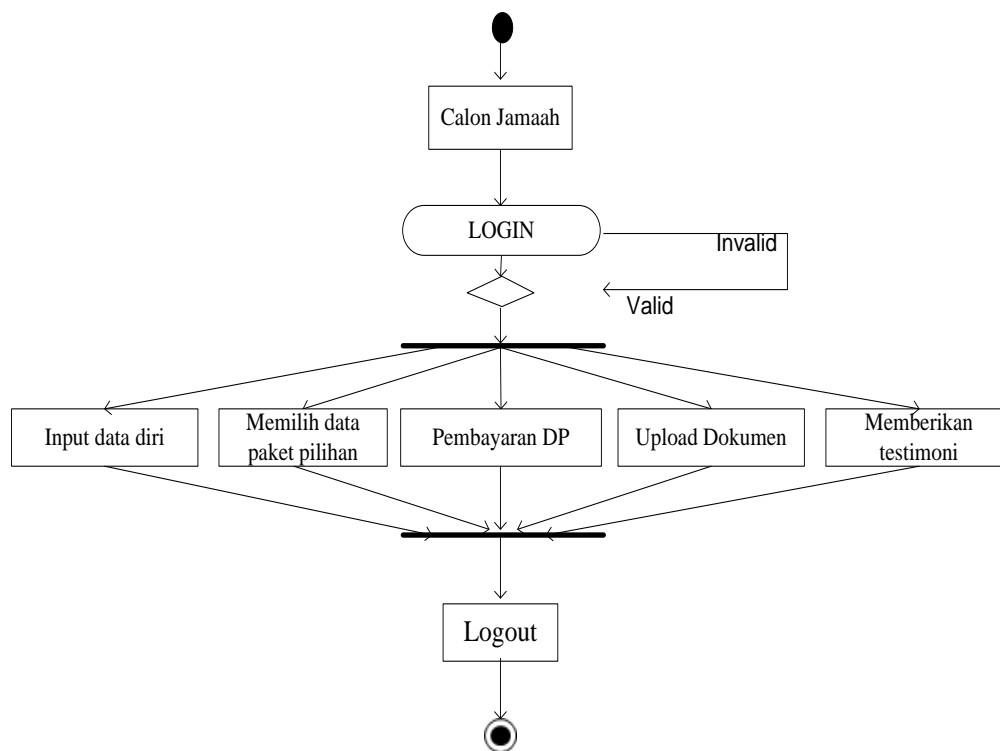 Calon Jamaah
LOGIN
Invalid
Valid
Input data diri
Memilih data
paket pilihan
Pembayaran DP
Upload Dokumen
Memberikan
testimoni
Logout